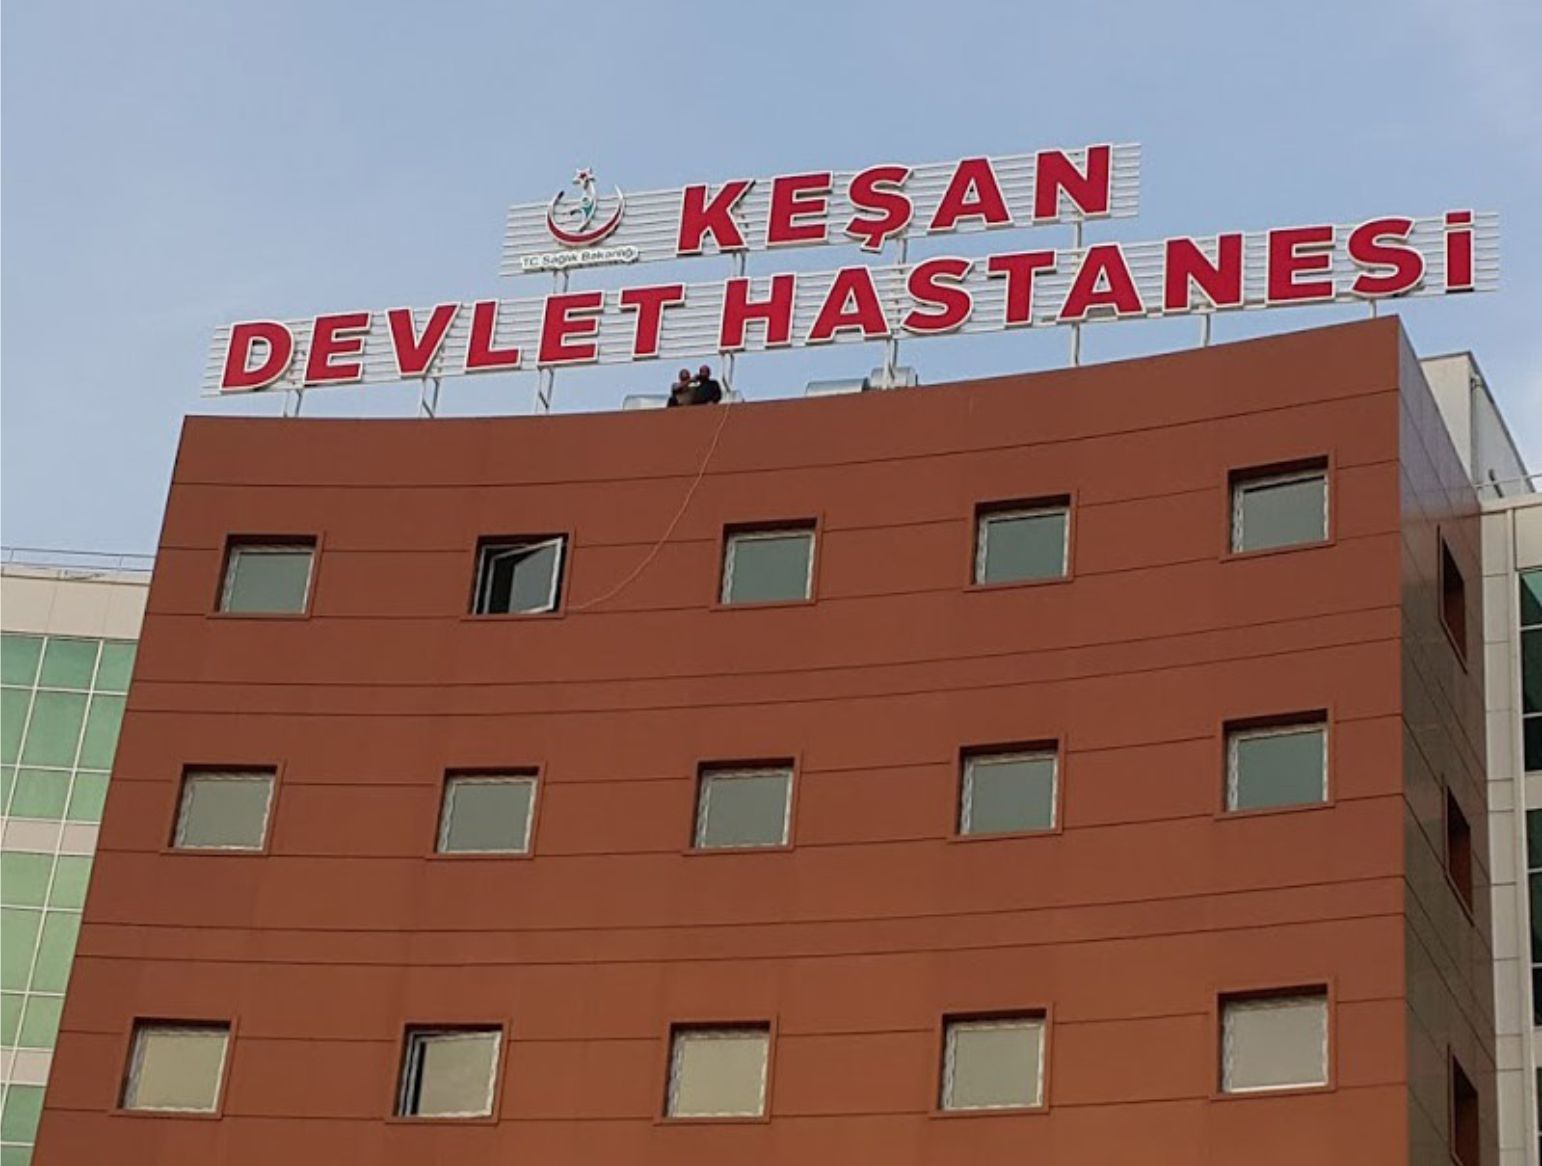 KEŞAN
T.C. Sağlık Bakanlığı
DEVLET HASTANESİ